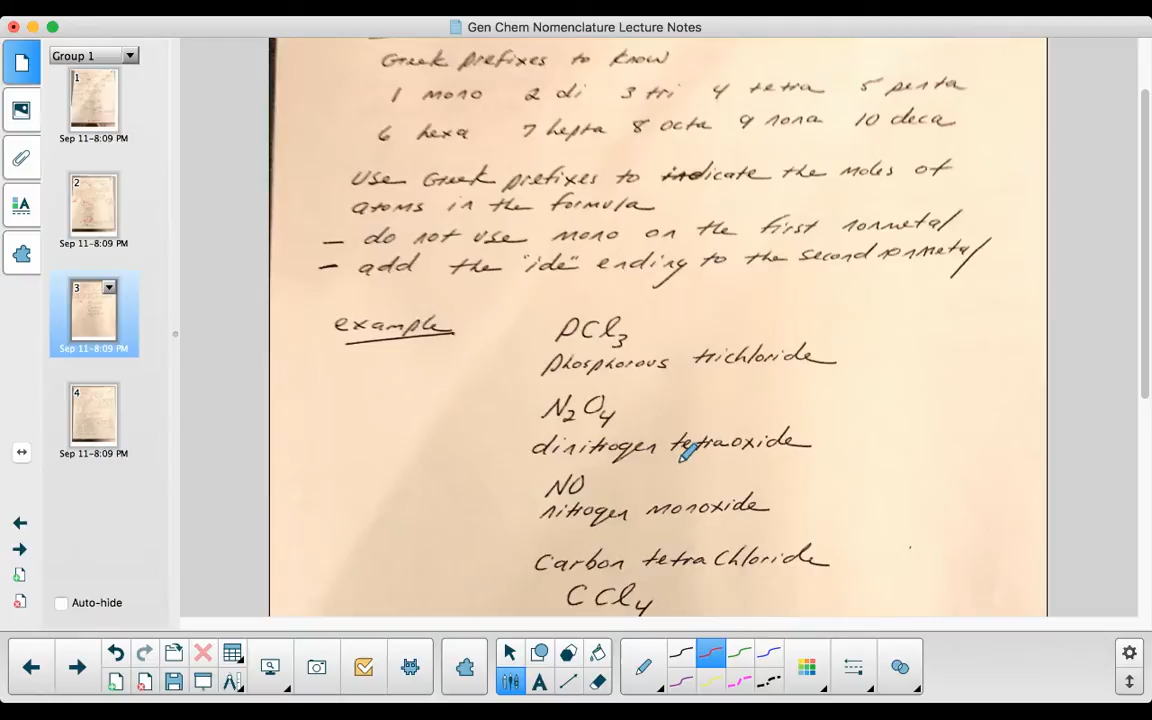 Gen Chem Nomenclature Lecture Notes
Group 1
1
Sep 11-8:09 PM
2
Sep 11-8:09 PM
3
Sep 11-8:09 PM
4
Sep 11-8:09 PM
Auto-hide
Greek prefixes to know
1 mono 2 di 3 tri 4 tetra 5 penta
6 hexa 7 hepta 8 octa 9 nona 10 deca
Use Greek prefixes to indicate the moles of
atoms in the formula
- do not use mono on the first nonmetal
- add the "ide" ending to the second nonmetal
example
PCl3
phosphorous trichloride
N2O4
dinitrogen tetraoxide
NO
nitrogen monoxide
Carbon tetrachloride
CCl4
A